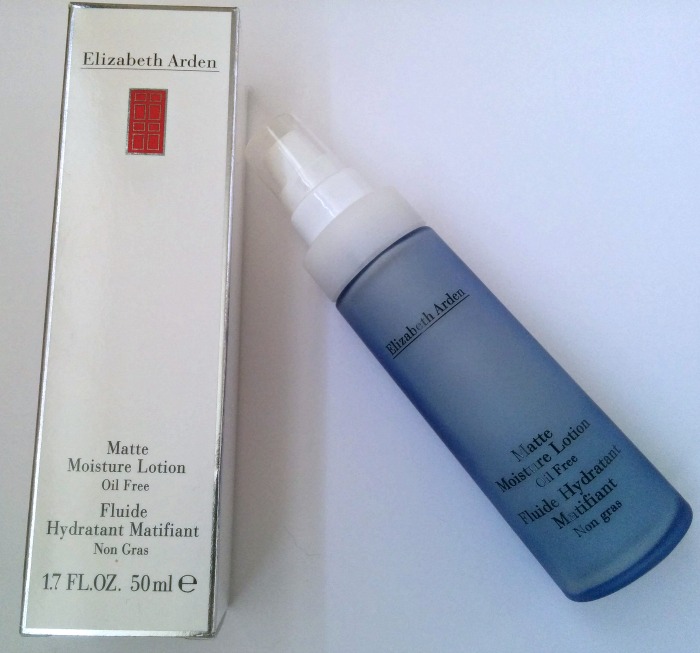 Elizabeth Arden
Matte
Moisture Lotion
Oil Free
Fluide
Hydratant Matifiant
Non Gras
1.7 FL.OZ. 50ml ℮
Elizabeth Arden
Matte
Moisture Lotion
Oil Free
Fluide Hydratant
Matifiant
Non gras